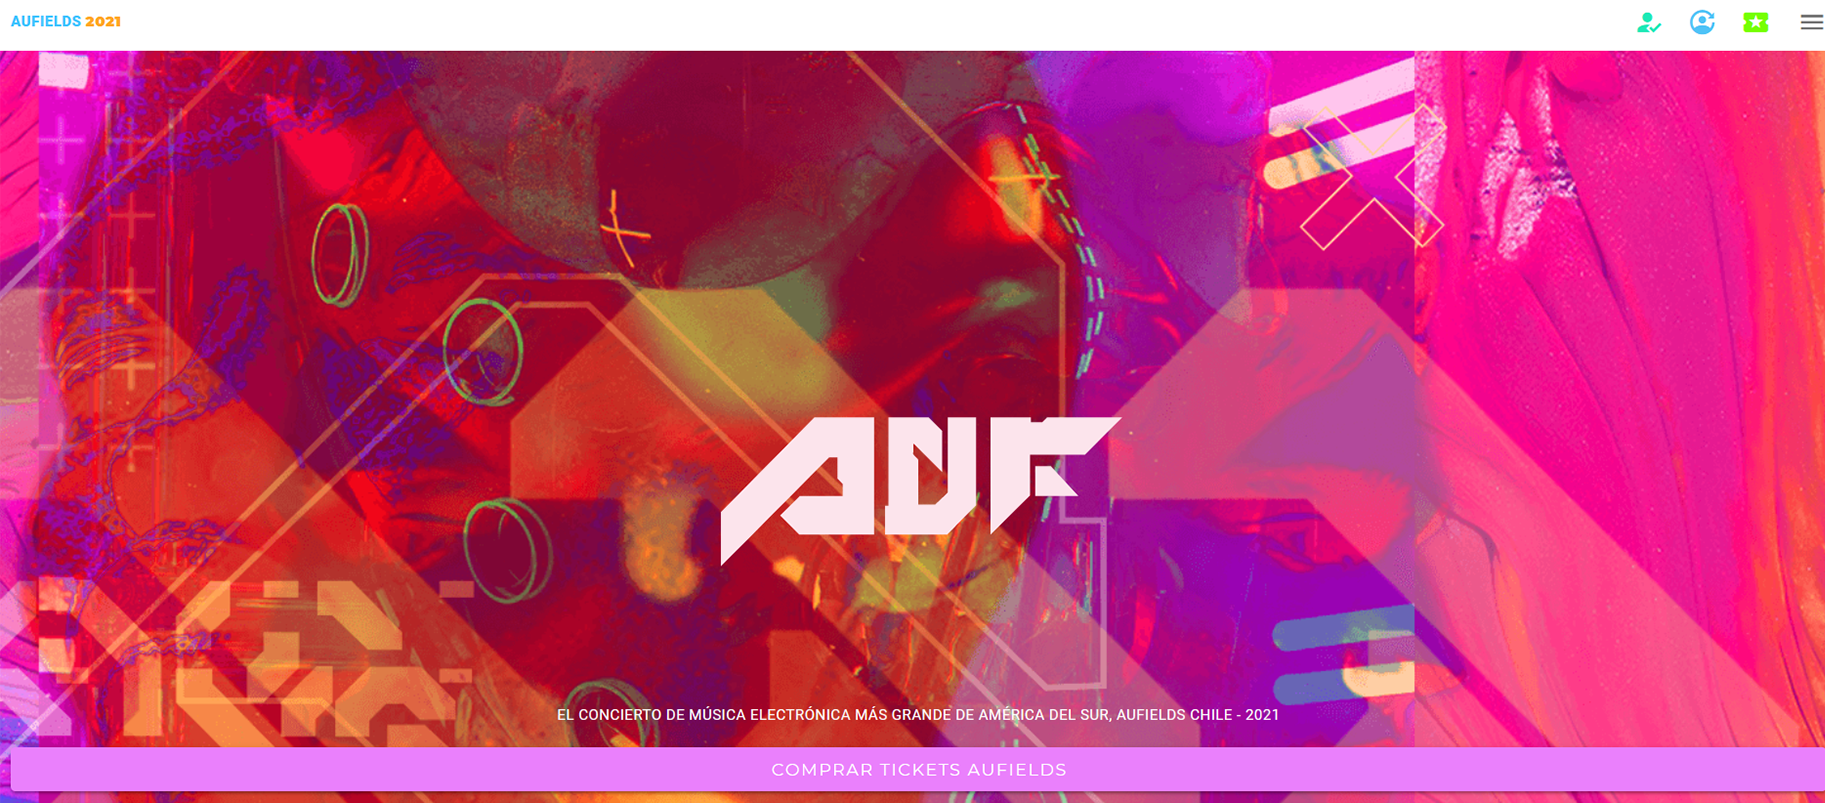 AUFIELDS 2021
AUF
EL CONCIERTO DE MÚSICA ELECTRÓNICA MÁS GRANDE DE AMÉRICA DEL SUR, AUFIELDS CHILE - 2021
COMPRAR TICKETS AUFIELDS